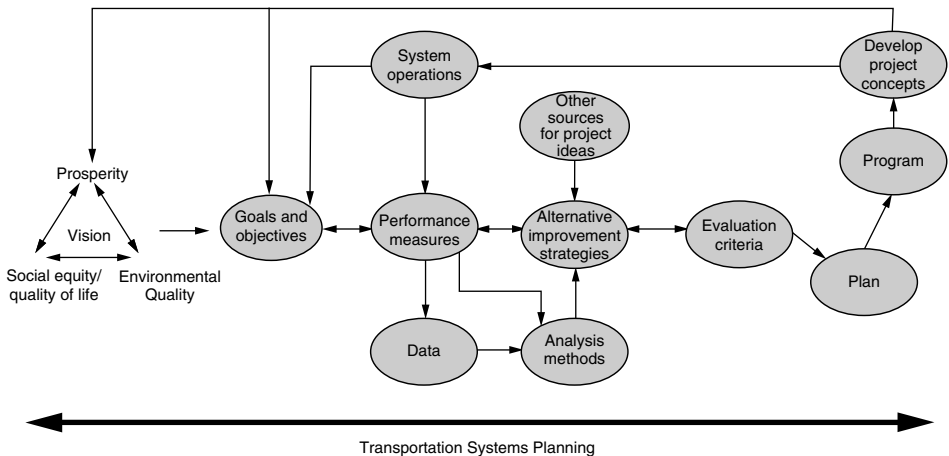 System
operations
Develop
project
concepts
Other
sources
for project
ideas
Program
Prosperity
Vision
Social equity/
quality of life
Environmental
Quality
Goals and
objectives
Performance
measures
Alternative
improvement
strategies
Evaluation
criteria
Plan
Data
Analysis
methods
Transportation Systems Planning